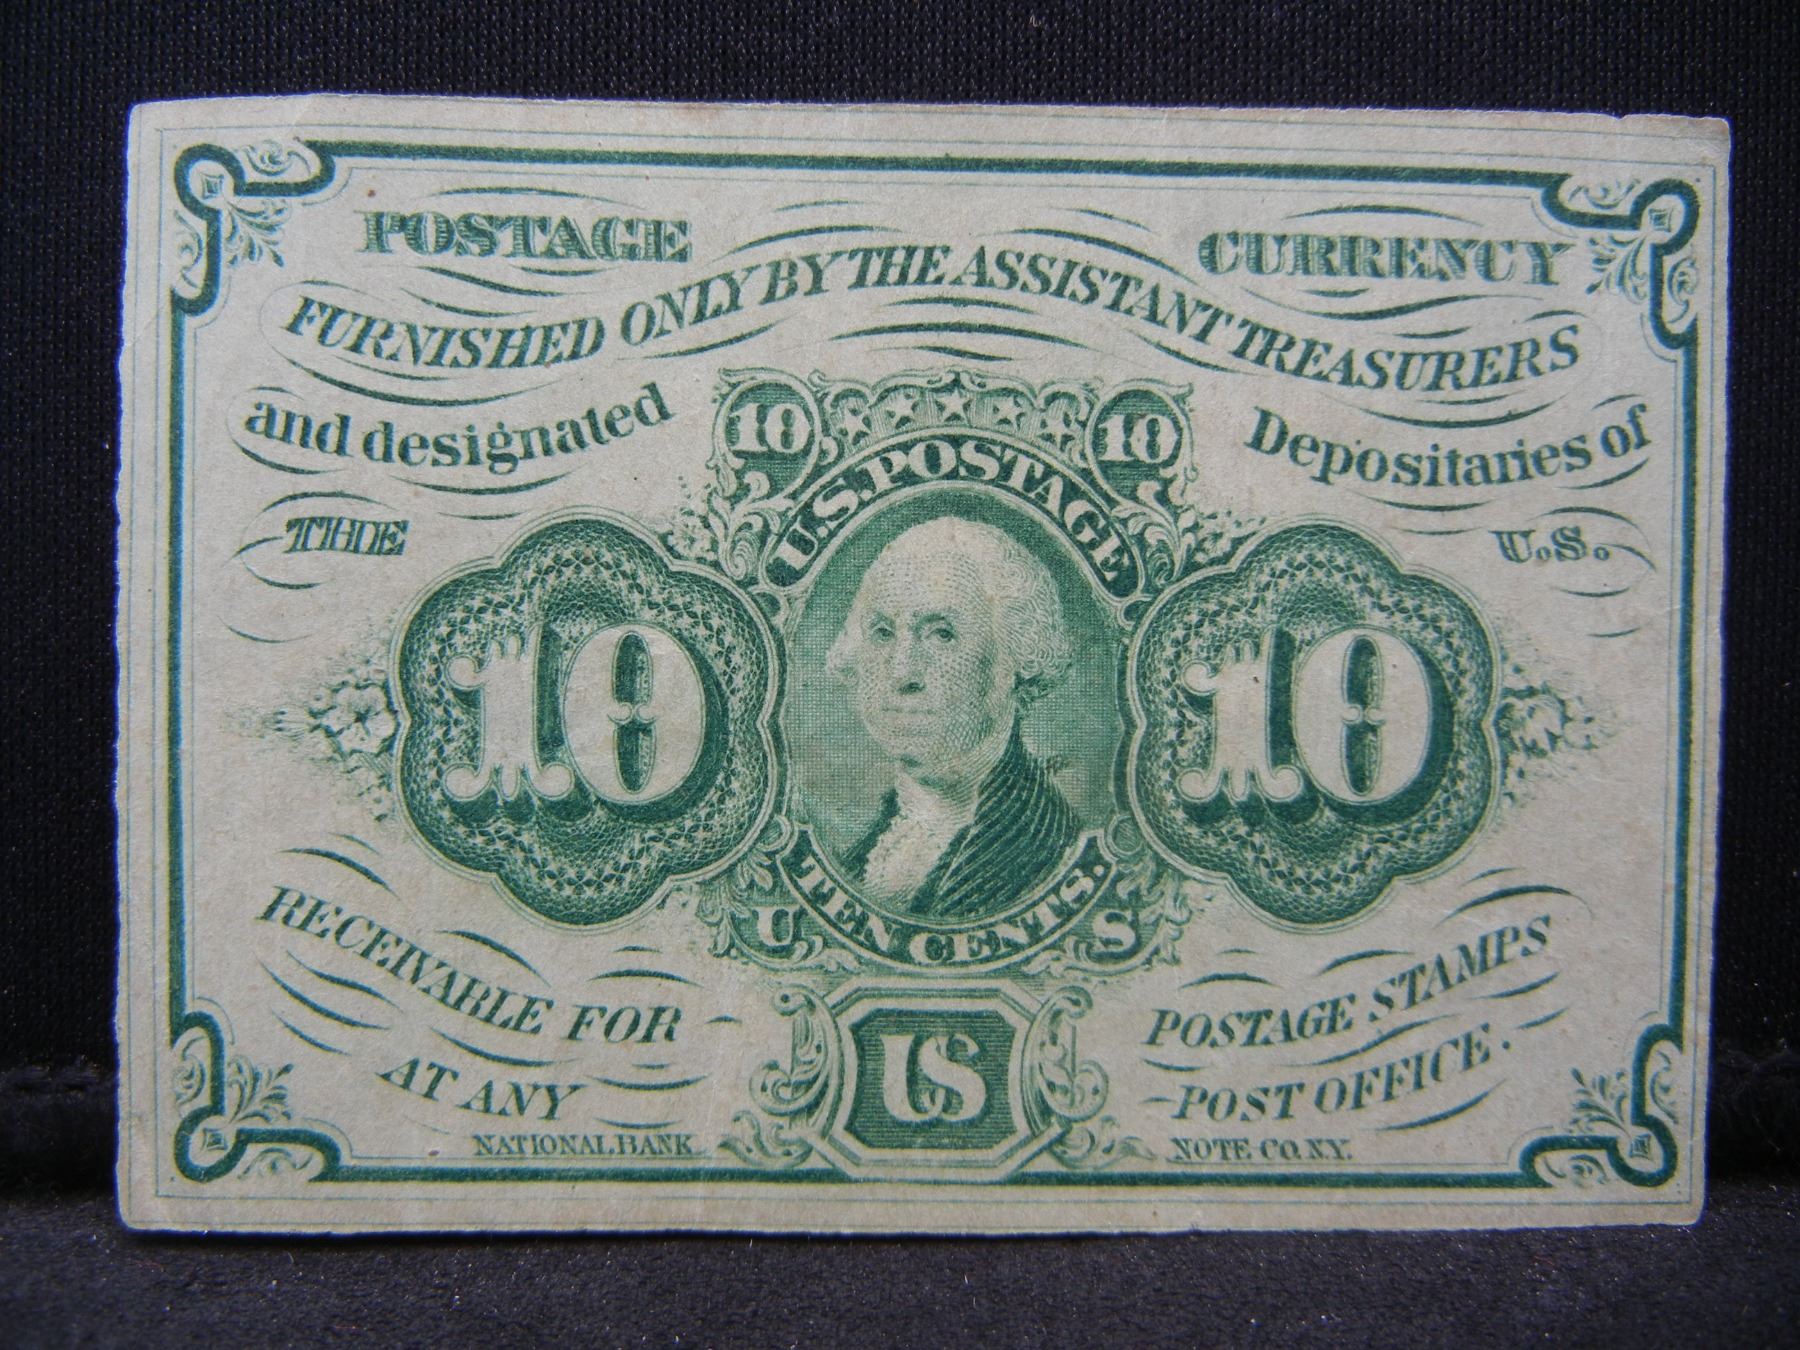 POSTAGE CURRENCY
FURNISHED ONLY BY THE ASSISTANT TREASURERS
and designated Depositaries of
THE U.S.
10 10
U.S. POSTAGE
10 10
TEN CENTS.
U S
RECEIVABLE FOR POSTAGE STAMPS
AT ANY POST OFFICE.
US
NATIONAL BANK NOTE CO. N.Y.